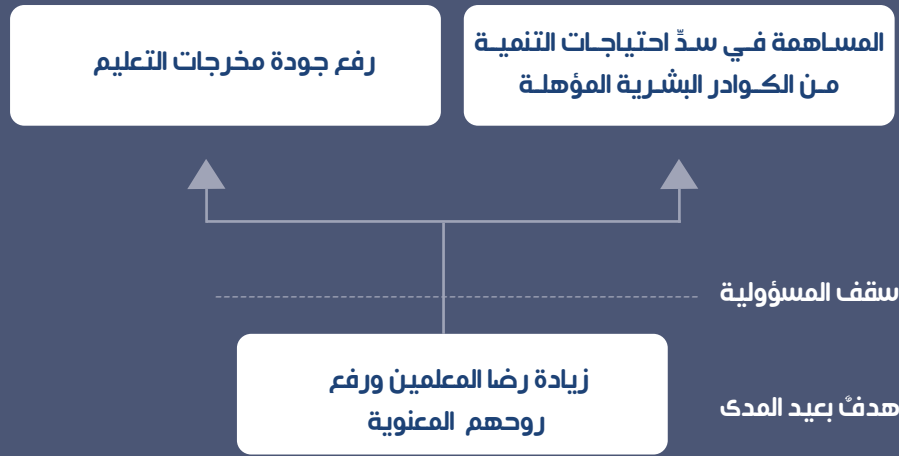 المساهمة في سدِّ احتياجات التنمية
من الكوادر البشرية المؤهلة
رفع جودة مخرجات التعليم
سقف المسؤولية
هدفٌ بعيد المدى
زيادة رضا المعلمين ورفع
روحهم المعنوية